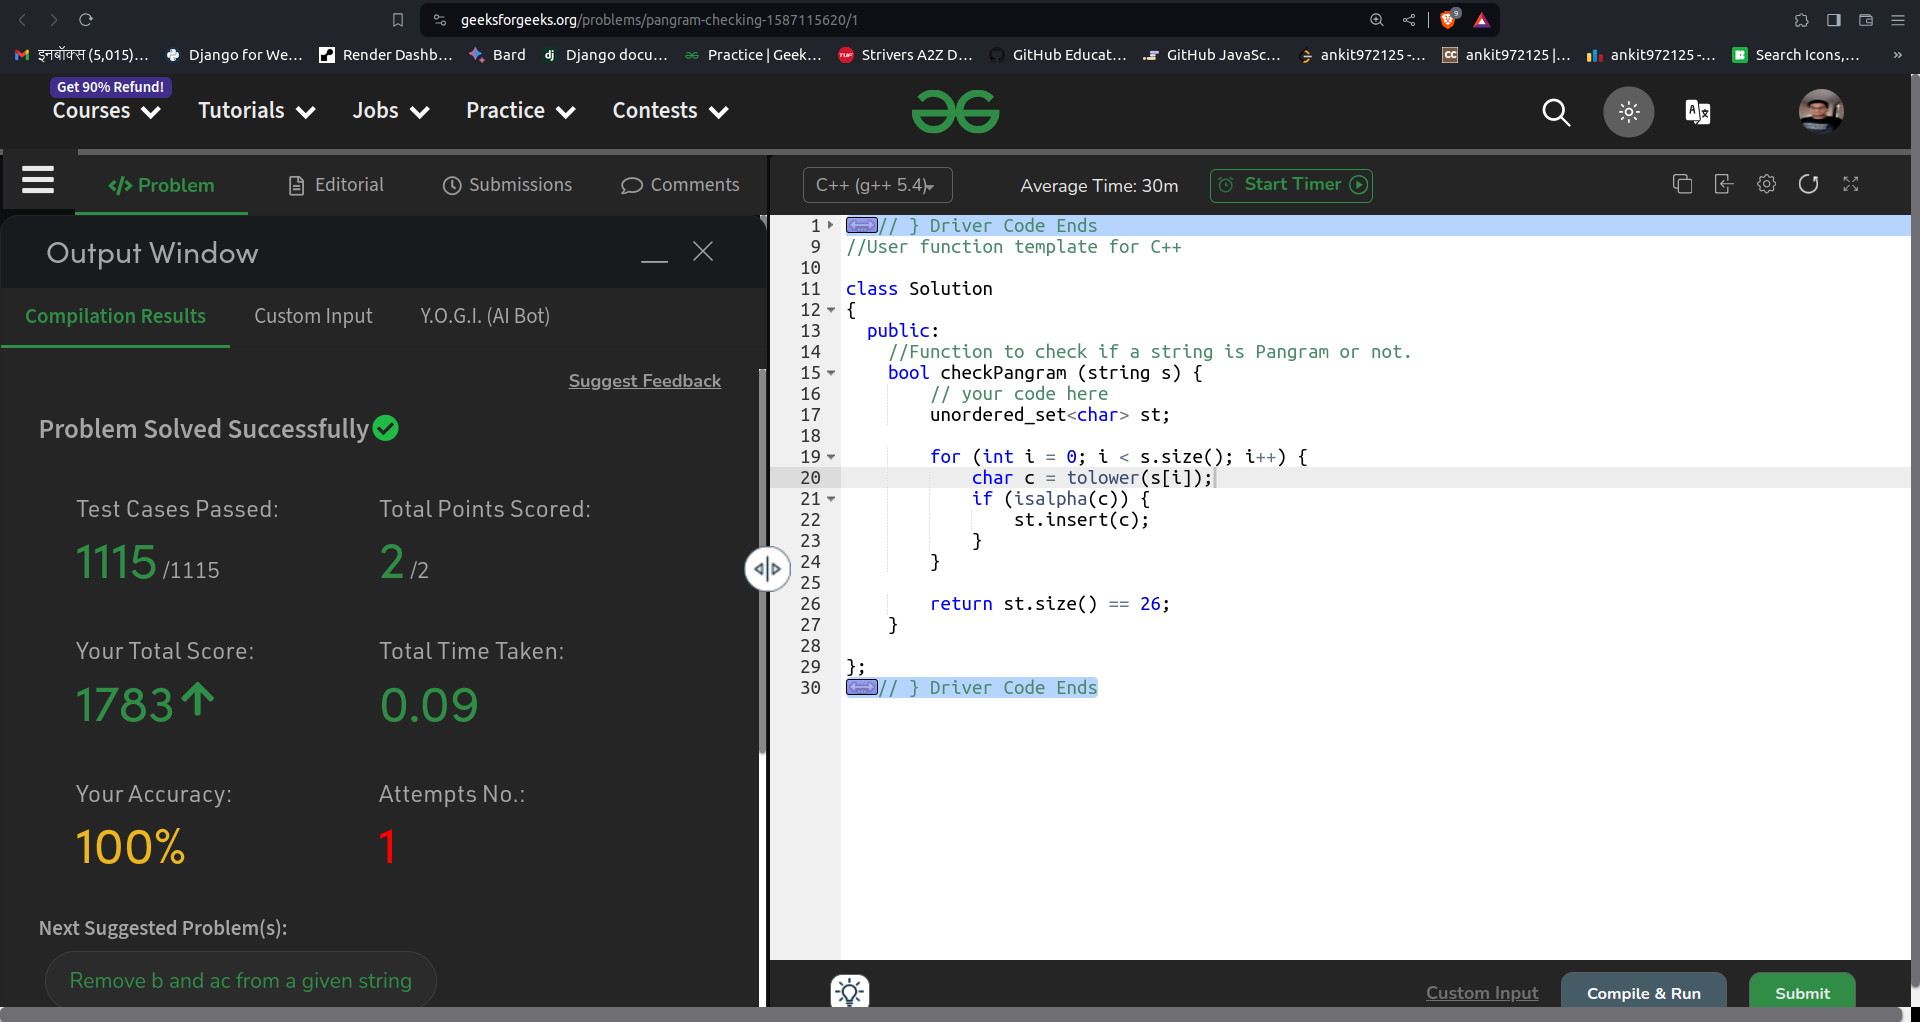 geeksforgeeks.org/problems/pangram-checking-1587115620/1
9
इनबॉक्स (5,015)... Django for We... Render Dashb... Bard dj Django docu... Practice | Geek... TUF Strivers A2Z D... GitHub Educat... GitHub JavaSc... ankit972125 -... CC ankit972125 |... ankit972125 -... Search Icons,... »
Get 90% Refund!
Courses Tutorials Jobs Practice Contests
</> Problem Editorial Submissions Comments
Output Window
Compilation Results Custom Input Y.O.G.I. (AI Bot)
Suggest Feedback
Problem Solved Successfully
Test Cases Passed: Total Points Scored:
1115 /1115 2 /2
Your Total Score: Total Time Taken:
1783 0.09
Your Accuracy: Attempts No.:
100% 1
Next Suggested Problem(s):
Remove b and ac from a given string
C++ (g++ 5.4) Average Time: 30m Start Timer
1 // } Driver Code Ends
9 //User function template for C++
10
11 class Solution
12 {
13 public:
14 //Function to check if a string is Pangram or not.
15 bool checkPangram (string s) {
16 // your code here
17 unordered_set<char> st;
18
19 for (int i = 0; i < s.size(); i++) {
20 char c = tolower(s[i]);
21 if (isalpha(c)) {
22 st.insert(c);
23 }
24 }
25
26 return st.size() == 26;
27 }
28
29 };
30 // } Driver Code Ends
Custom Input Compile & Run Submit